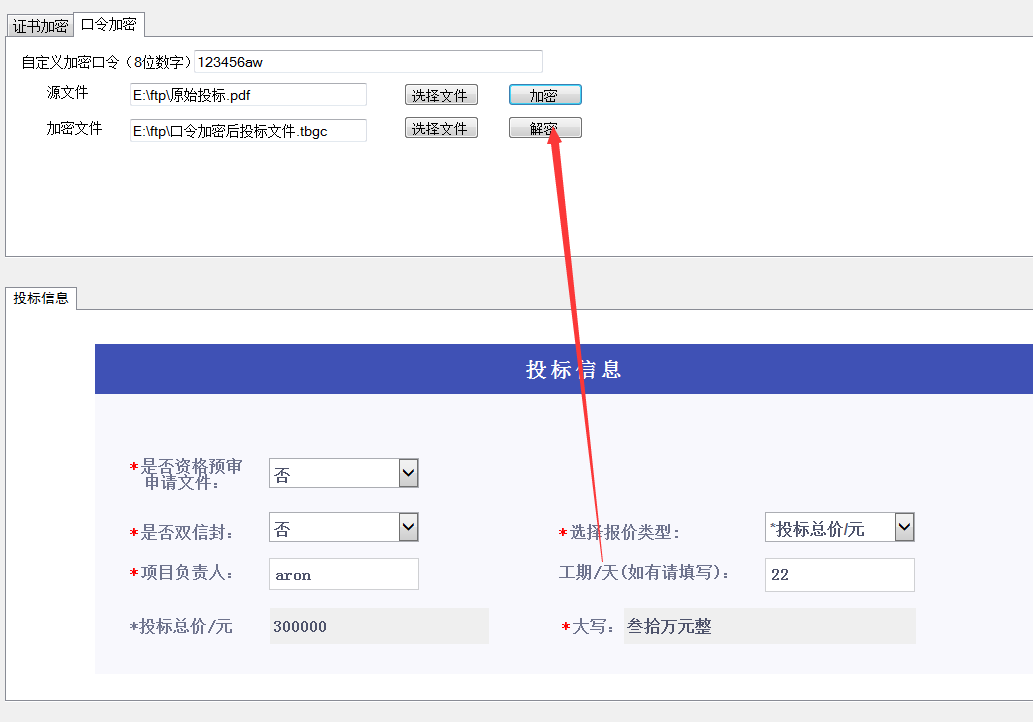 证书加密 口令加密
自定义加密口令（8位数字） 123456aw
源文件 E:\ftp\原始投标.pdf 选择文件 加密
加密文件 E:\ftp\口令加密后投标文件.tbgc 选择文件 解密
投标信息
投标信息
*是否资格预审
申请文件： 否
*是否双信封： 否 *选择报价类型： *投标总价/元
*项目负责人： aron 工期/天(如有请填写)： 22
*投标总价/元 300000 *大写： 叁拾万元整